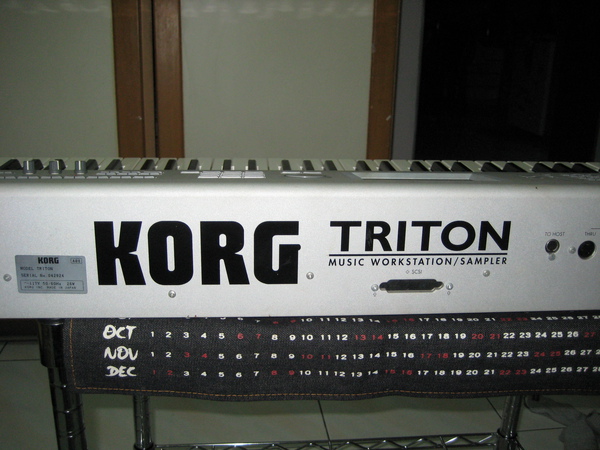 KORG
TRITON
MUSIC WORKSTATION/SAMPLER
SCSI
TO HOST
THRU
KORG
MODEL TRITON
OCT 1 2 3 4 5 6 7 8 9 10 11 12 13 14 15 16 17 18 19 20 21 22 23 24 25 26 27
NOV 1 2 3 4 5 6 7 8 9 10 11 12 13 14 15 16 17 18 19 20 21 22 23 24 25 26 27 28
DEC 1 2 3 4 5 6 7 8 9 10 11 12 13 14 15 16 17 18 19 20 21 22 23 24 25 26 27 28